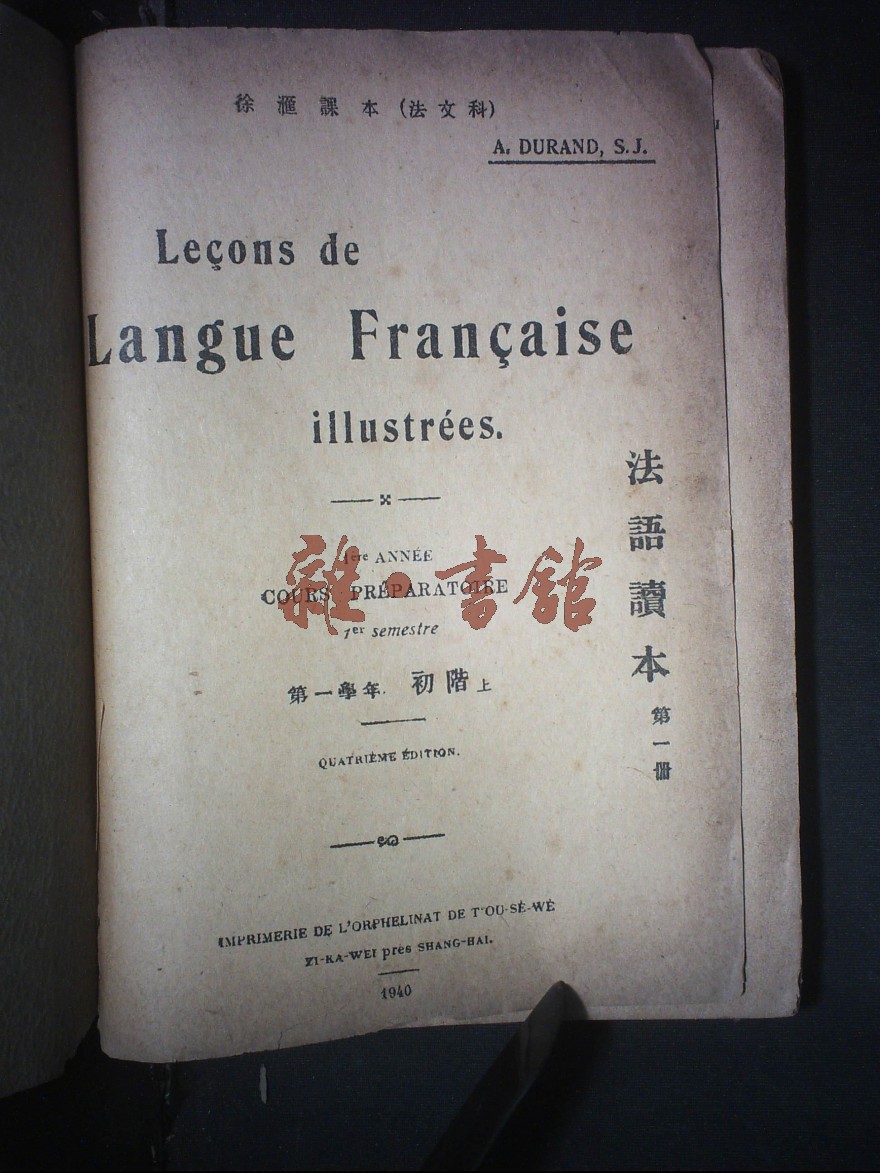 徐滙課本(法文科)
A. DURAND, S.J.
Leçons de
Langue Française
illustrées.
1ère ANNÉE
COURS PRÉPARATOIRE
1er semestre
雜·書館
第一學年. 初階上
QUATRIÈME ÉDITION.
法語讀本 第一冊
IMPRIMERIE DE L'ORPHELINAT DE T'OU-SÈ-WÈ
ZI-KA-WEI près SHANG-HAI.
1940